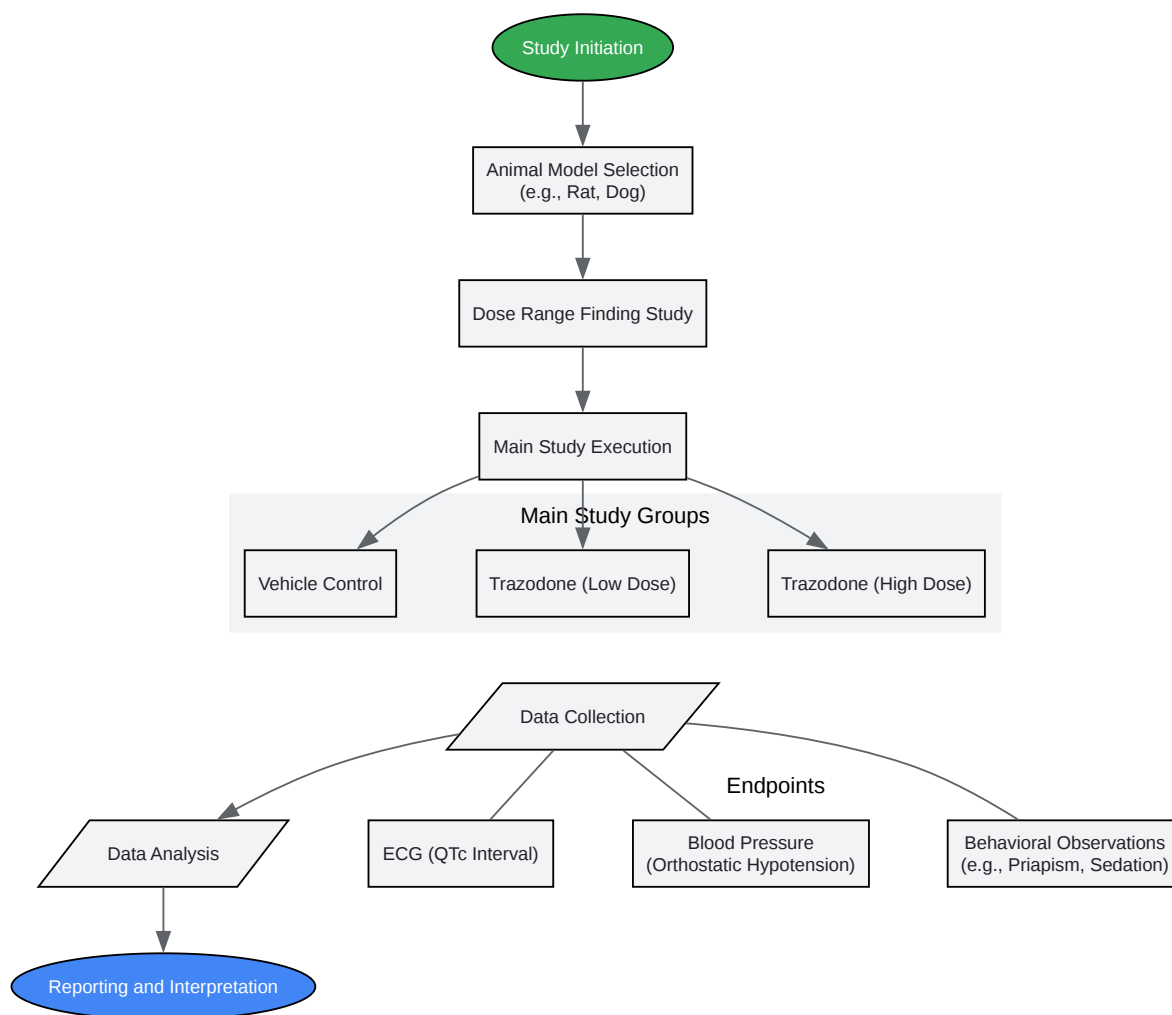 Study Initiation
Animal Model Selection
(e.g., Rat, Dog)
Dose Range Finding Study
Main Study Execution
Main Study Groups
Vehicle Control
Trazodone (Low Dose)
Trazodone (High Dose)
Data Collection
Endpoints
Data Analysis
ECG (QTc Interval)
Blood Pressure
(Orthostatic Hypotension)
Behavioral Observations
(e.g., Priapism, Sedation)
Reporting and Interpretation